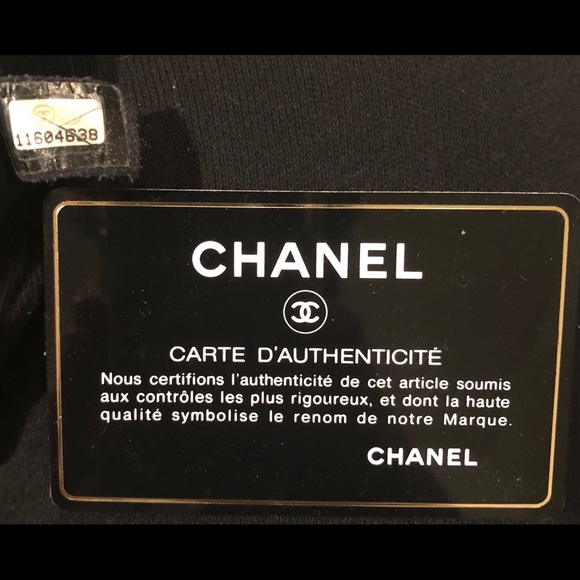 11604638
CHANEL
CARTE D'AUTHENTICITÉ
Nous certifions l'authenticité de cet article soumis
aux contrôles les plus rigoureux, et dont la haute
qualité symbolise le renom de notre Marque.
CHANEL